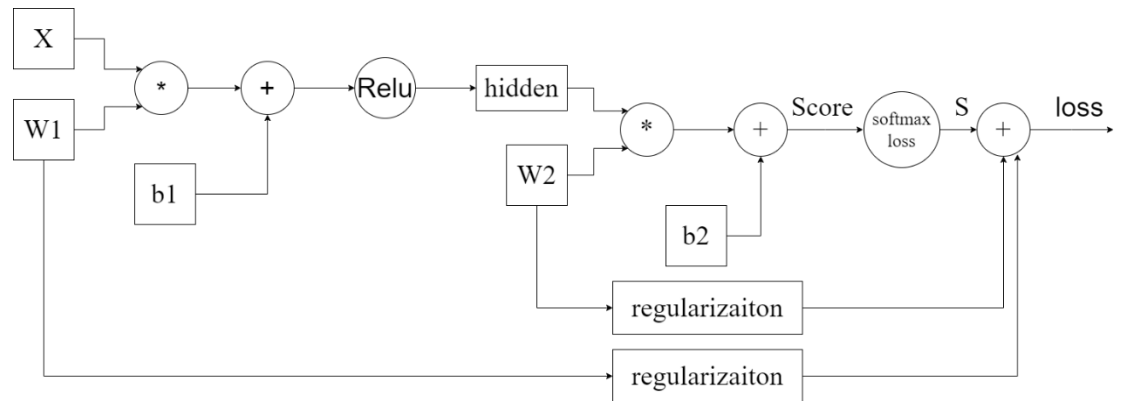 X
*
+
Relu
hidden
W1
b1
W2
*
+
Score
softmax
loss
S
+
loss
b2
regularizaiton
regularizaiton